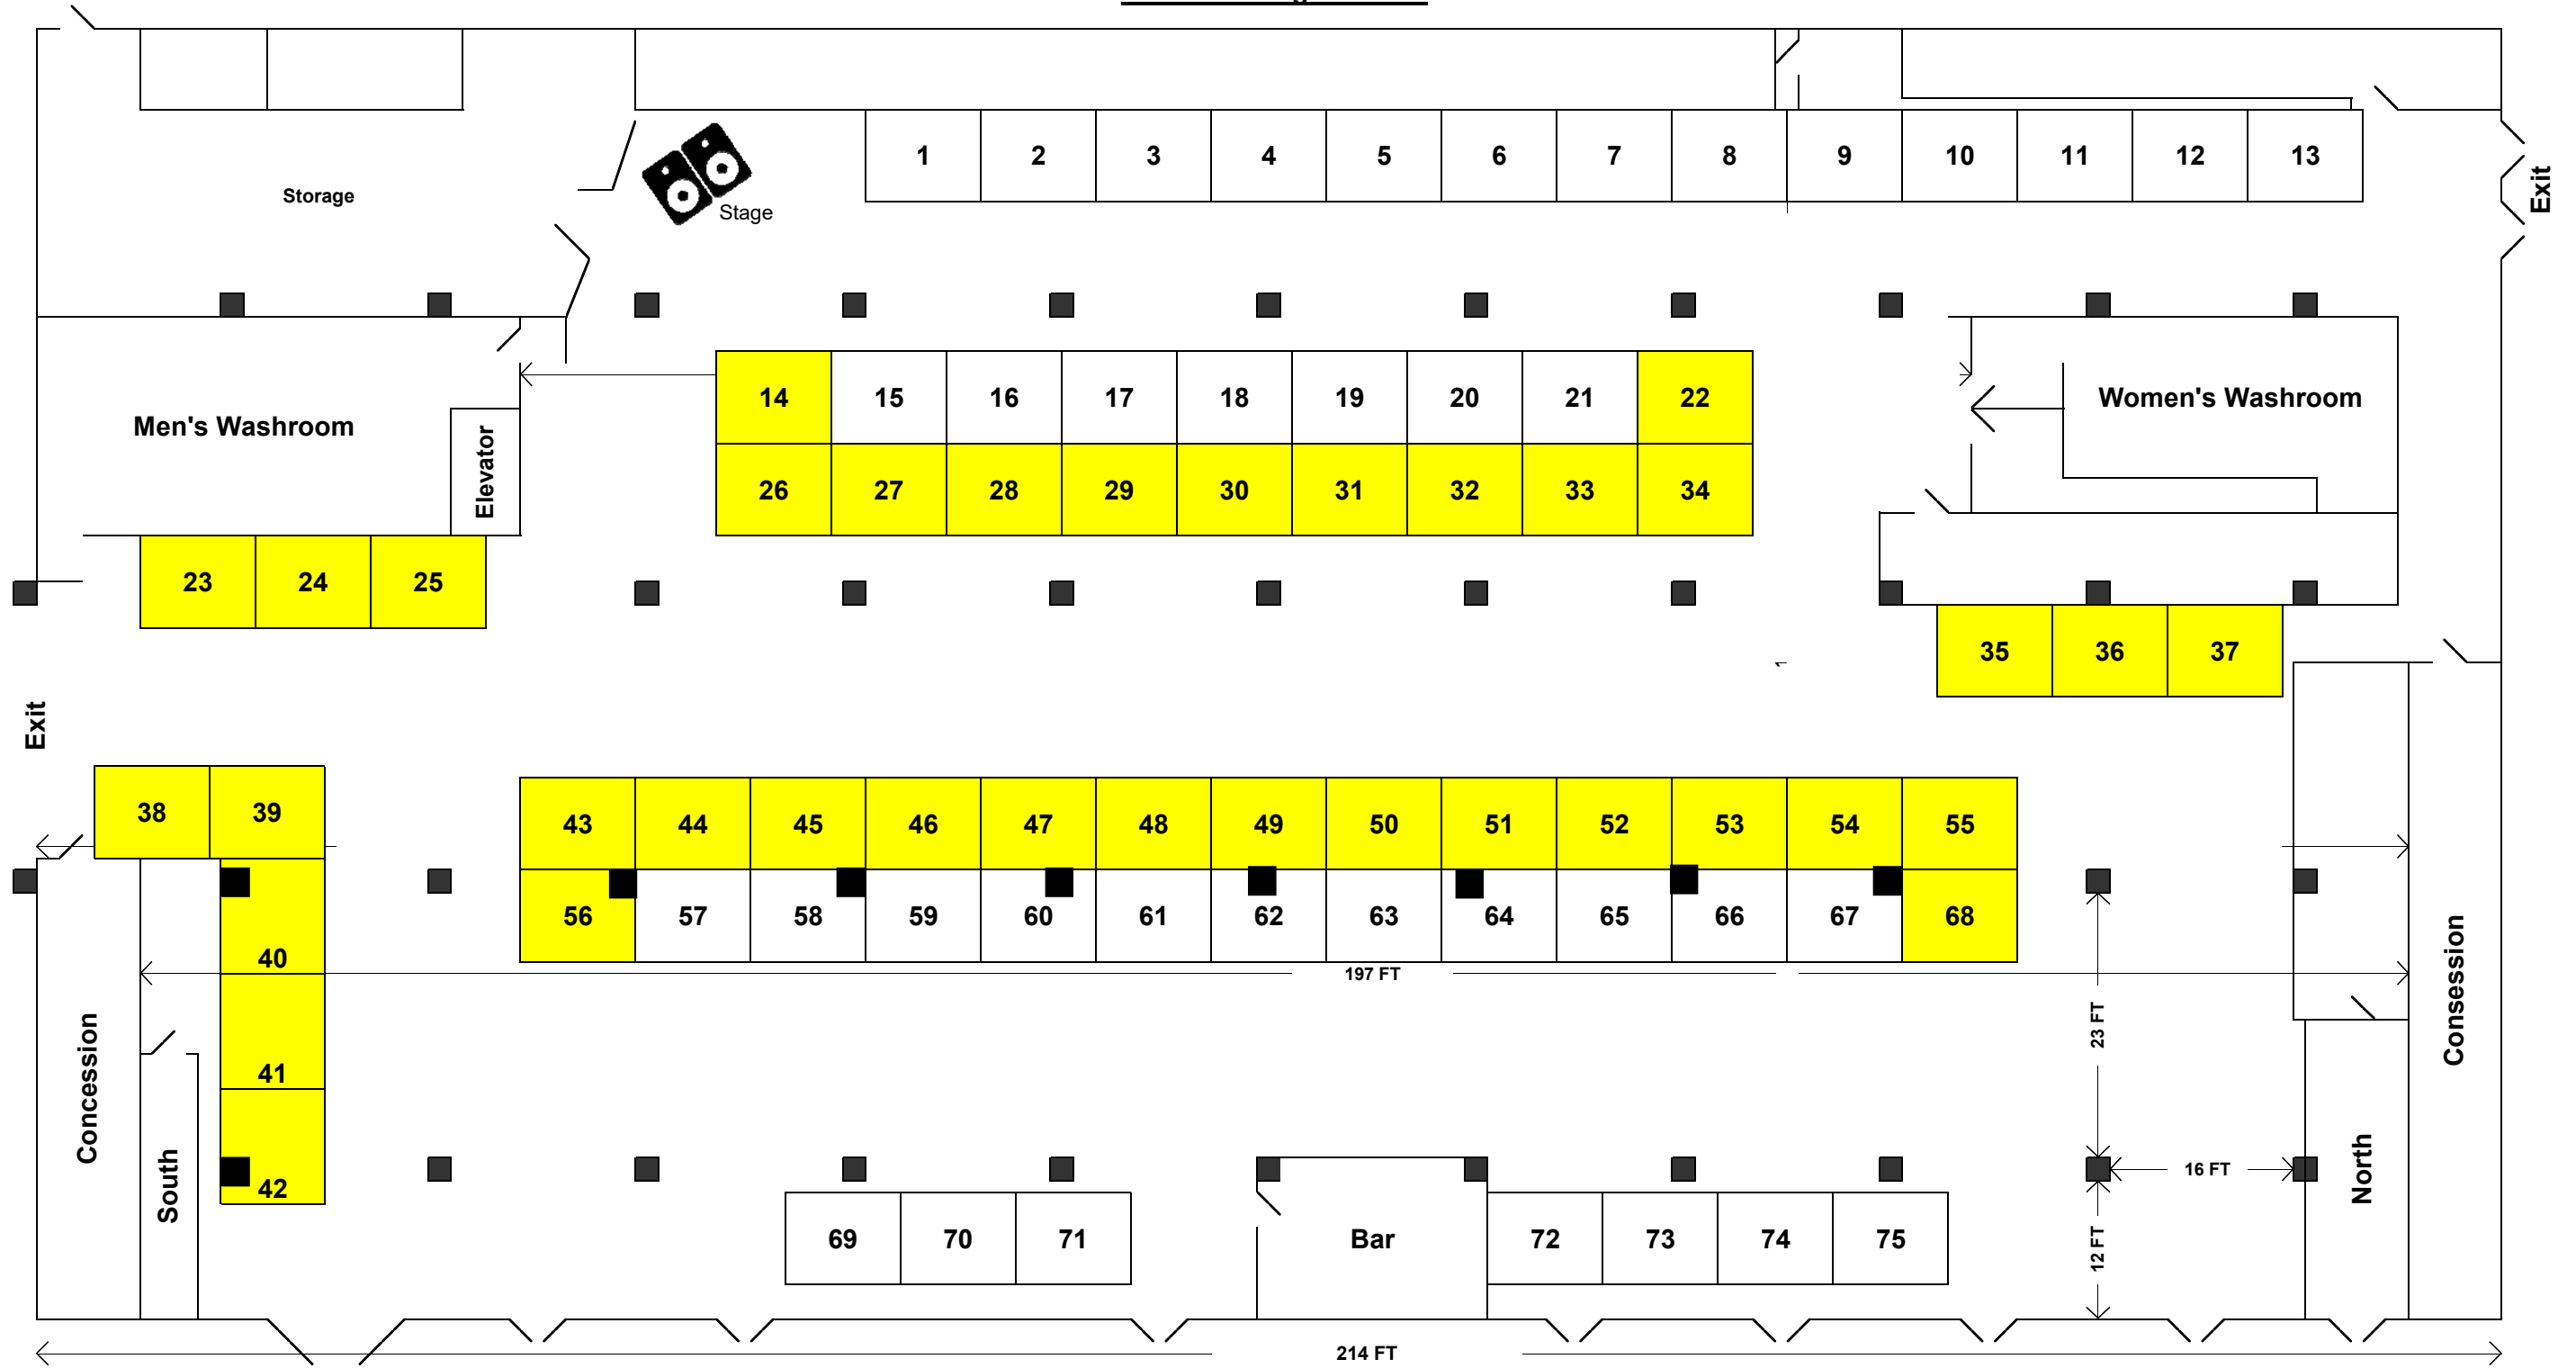 1 2 3 4 5 6 7 8 9 10 11 12 13
Exit
Storage
Stage
14 15 16 17 18 19 20 21 22
Women's Washroom
Men's Washroom
Elevator
26 27 28 29 30 31 32 33 34
23 24 25
35 36 37
Exit
38 39
43 44 45 46 47 48 49 50 51 52 53 54 55
56 57 58 59 60 61 62 63 64 65 66 67 68
40
197 FT
Consession
23 FT
Concession
41
South
42
16 FT
North
69 70 71
Bar
72 73 74 75
12 FT
214 FT